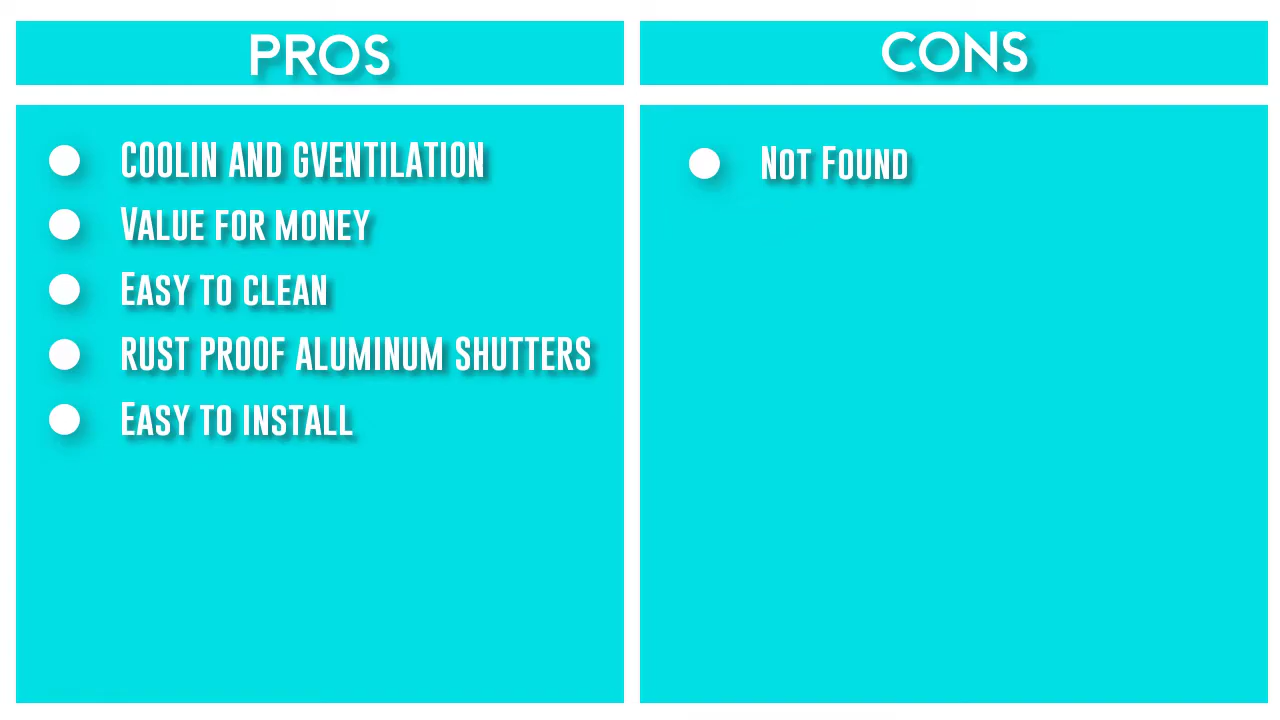 PROS
COOLIN AND GVENTILATION
Value for money
Easy to clean
RUST PROOF ALUMINUM SHUTTERS
Easy to install
CONS
Not Found